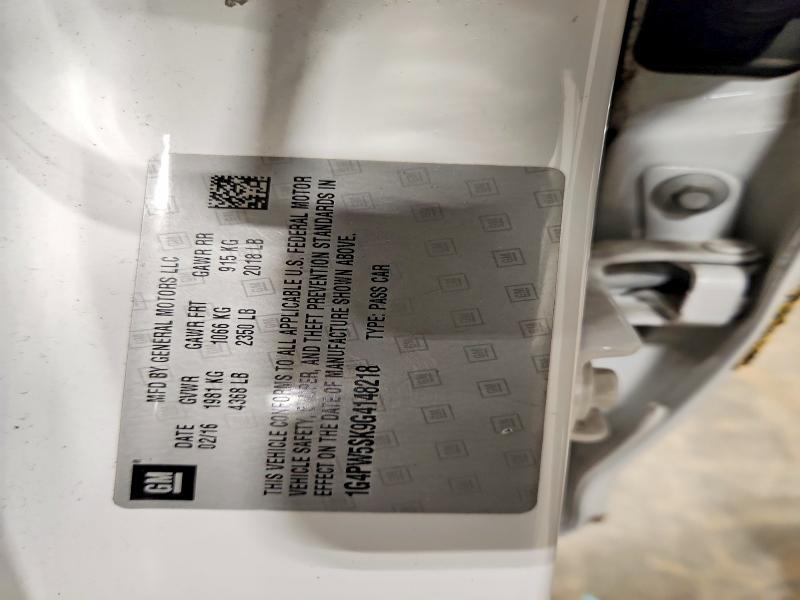 GM
MFD BY GENERAL MOTORS LLC
DATE GVWR GAWR FRT GAWR RR
02/16 1981 KG 1066 KG 915 KG
4368 LB 2350 LB 2018 LB
THIS VEHICLE CONFORMS TO ALL APPLICABLE U.S. FEDERAL MOTOR
VEHICLE SAFETY, BUMPER, AND THEFT PREVENTION STANDARDS IN
EFFECT ON THE DATE OF MANUFACTURE SHOWN ABOVE.
1G4PW5SK9G4148218 TYPE: PASS CAR